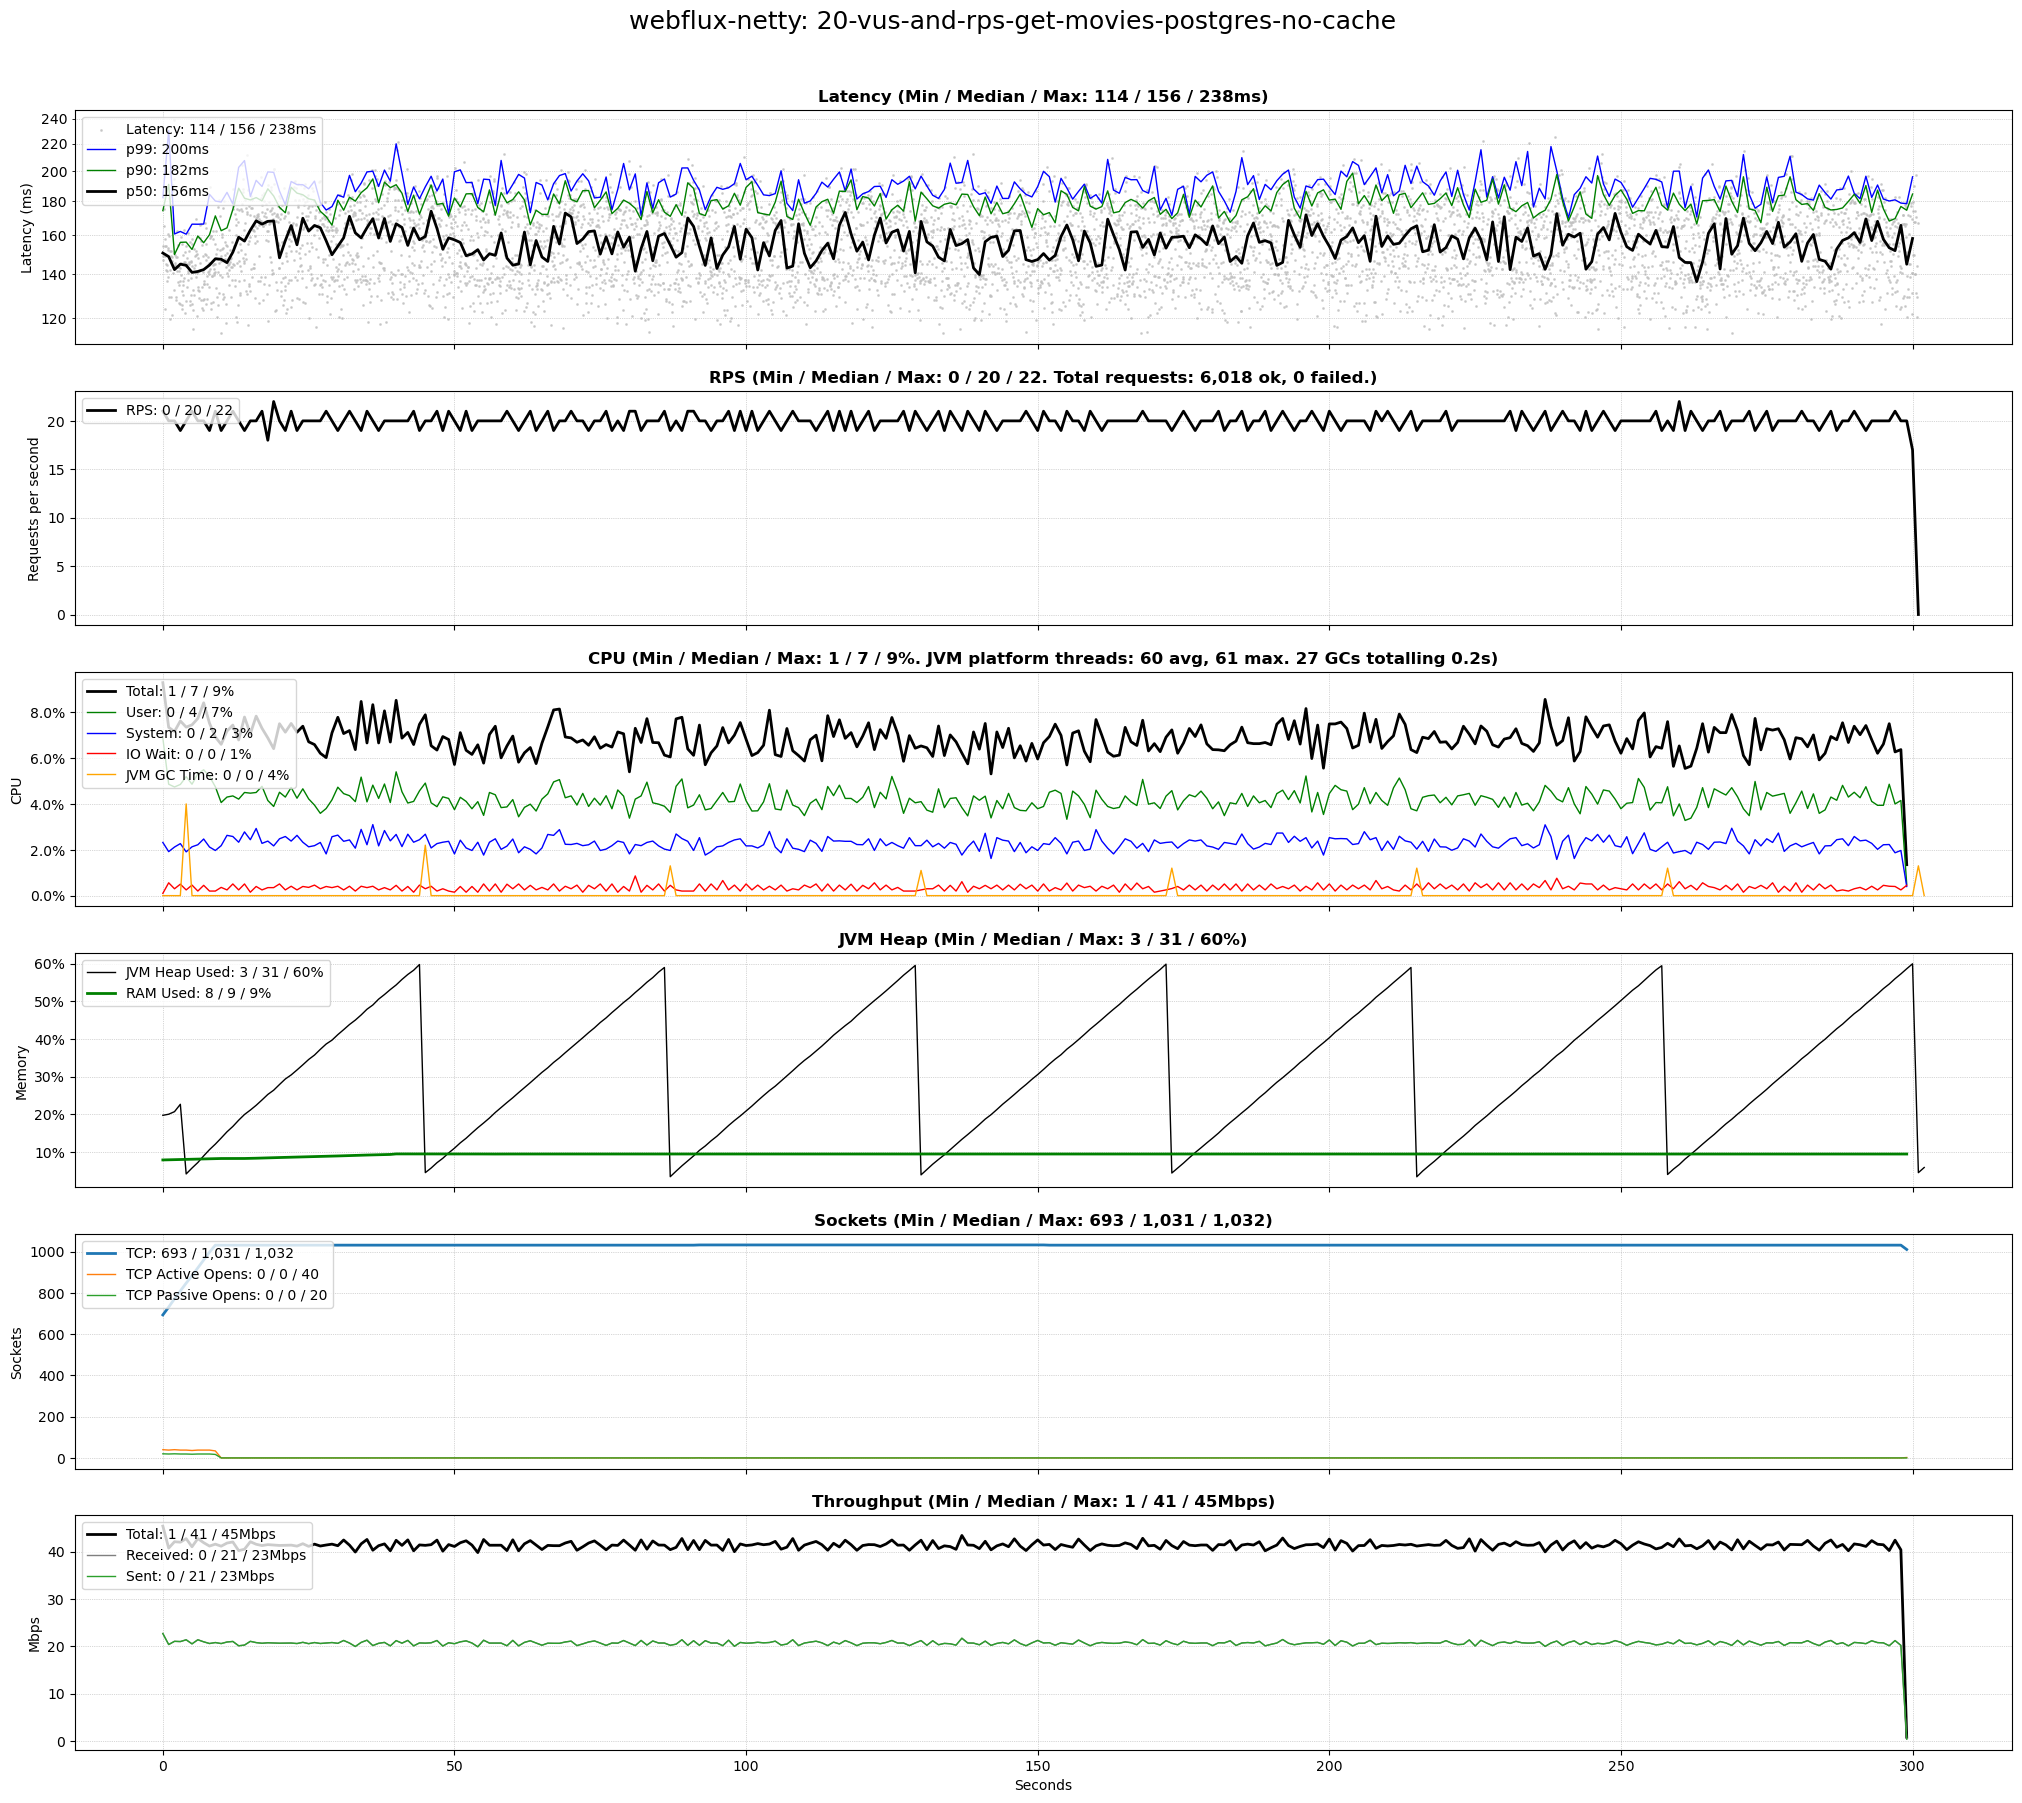 webflux-netty: 20-vus-and-rps-get-movies-postgres-no-cache
Latency (Min / Median / Max: 114 / 156 / 238ms)
Latency (ms)
240
220
200
180
160
140
120
Latency: 114 / 156 / 238ms
p99: 200ms
p90: 182ms
p50: 156ms
RPS (Min / Median / Max: 0 / 20 / 22. Total requests: 6,018 ok, 0 failed.)
Requests per second
20
15
10
5
0
RPS: 0 / 20 / 22
CPU (Min / Median / Max: 1 / 7 / 9%. JVM platform threads: 60 avg, 61 max. 27 GCs totalling 0.2s)
CPU
8.0%
6.0%
4.0%
2.0%
0.0%
Total: 1 / 7 / 9%
User: 0 / 4 / 7%
System: 0 / 2 / 3%
IO Wait: 0 / 0 / 1%
JVM GC Time: 0 / 0 / 4%
JVM Heap (Min / Median / Max: 3 / 31 / 60%)
Memory
60%
50%
40%
30%
20%
10%
JVM Heap Used: 3 / 31 / 60%
RAM Used: 8 / 9 / 9%
Sockets (Min / Median / Max: 693 / 1,031 / 1,032)
Sockets
1000
800
600
400
200
0
TCP: 693 / 1,031 / 1,032
TCP Active Opens: 0 / 0 / 40
TCP Passive Opens: 0 / 0 / 20
Throughput (Min / Median / Max: 1 / 41 / 45Mbps)
Mbps
40
30
20
10
0
Total: 1 / 41 / 45Mbps
Received: 0 / 21 / 23Mbps
Sent: 0 / 21 / 23Mbps
0 50 100 150 200 250 300
Seconds